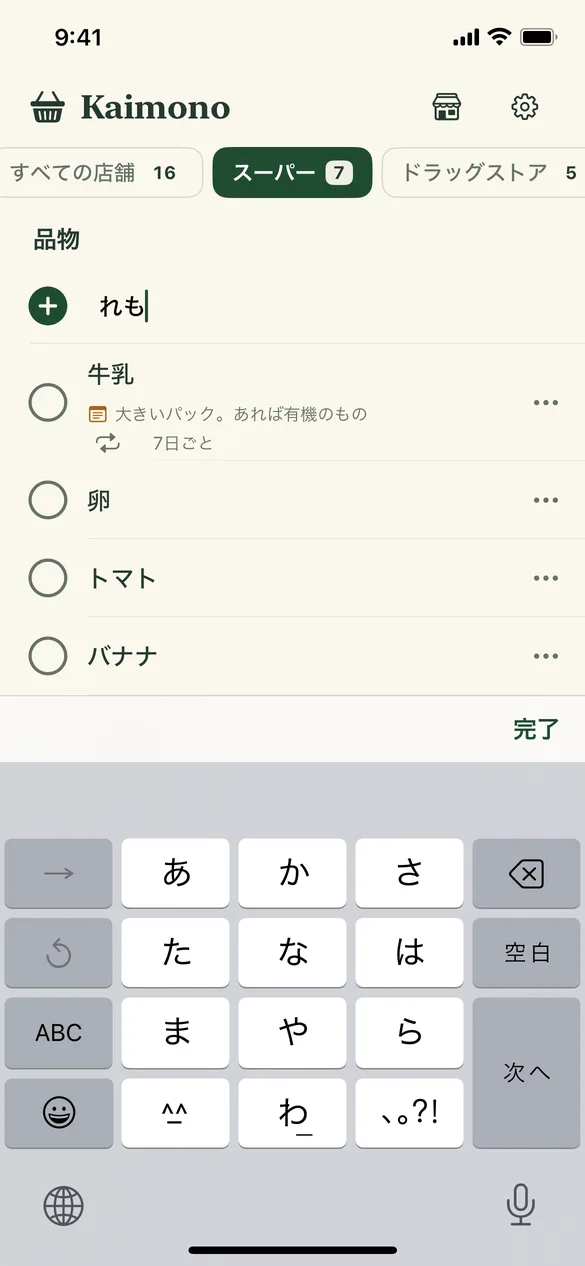 9:41
Kaimono
すべての店舗 16 スーパー 7 ドラッグストア 5
品物
れも
牛乳
大きいパック。あれば有機のもの
7日ごと
卵
トマト
バナナ
完了
→ あ か さ
た な は 空白
ABC ま や ら 次へ
^^ わ 、。?!